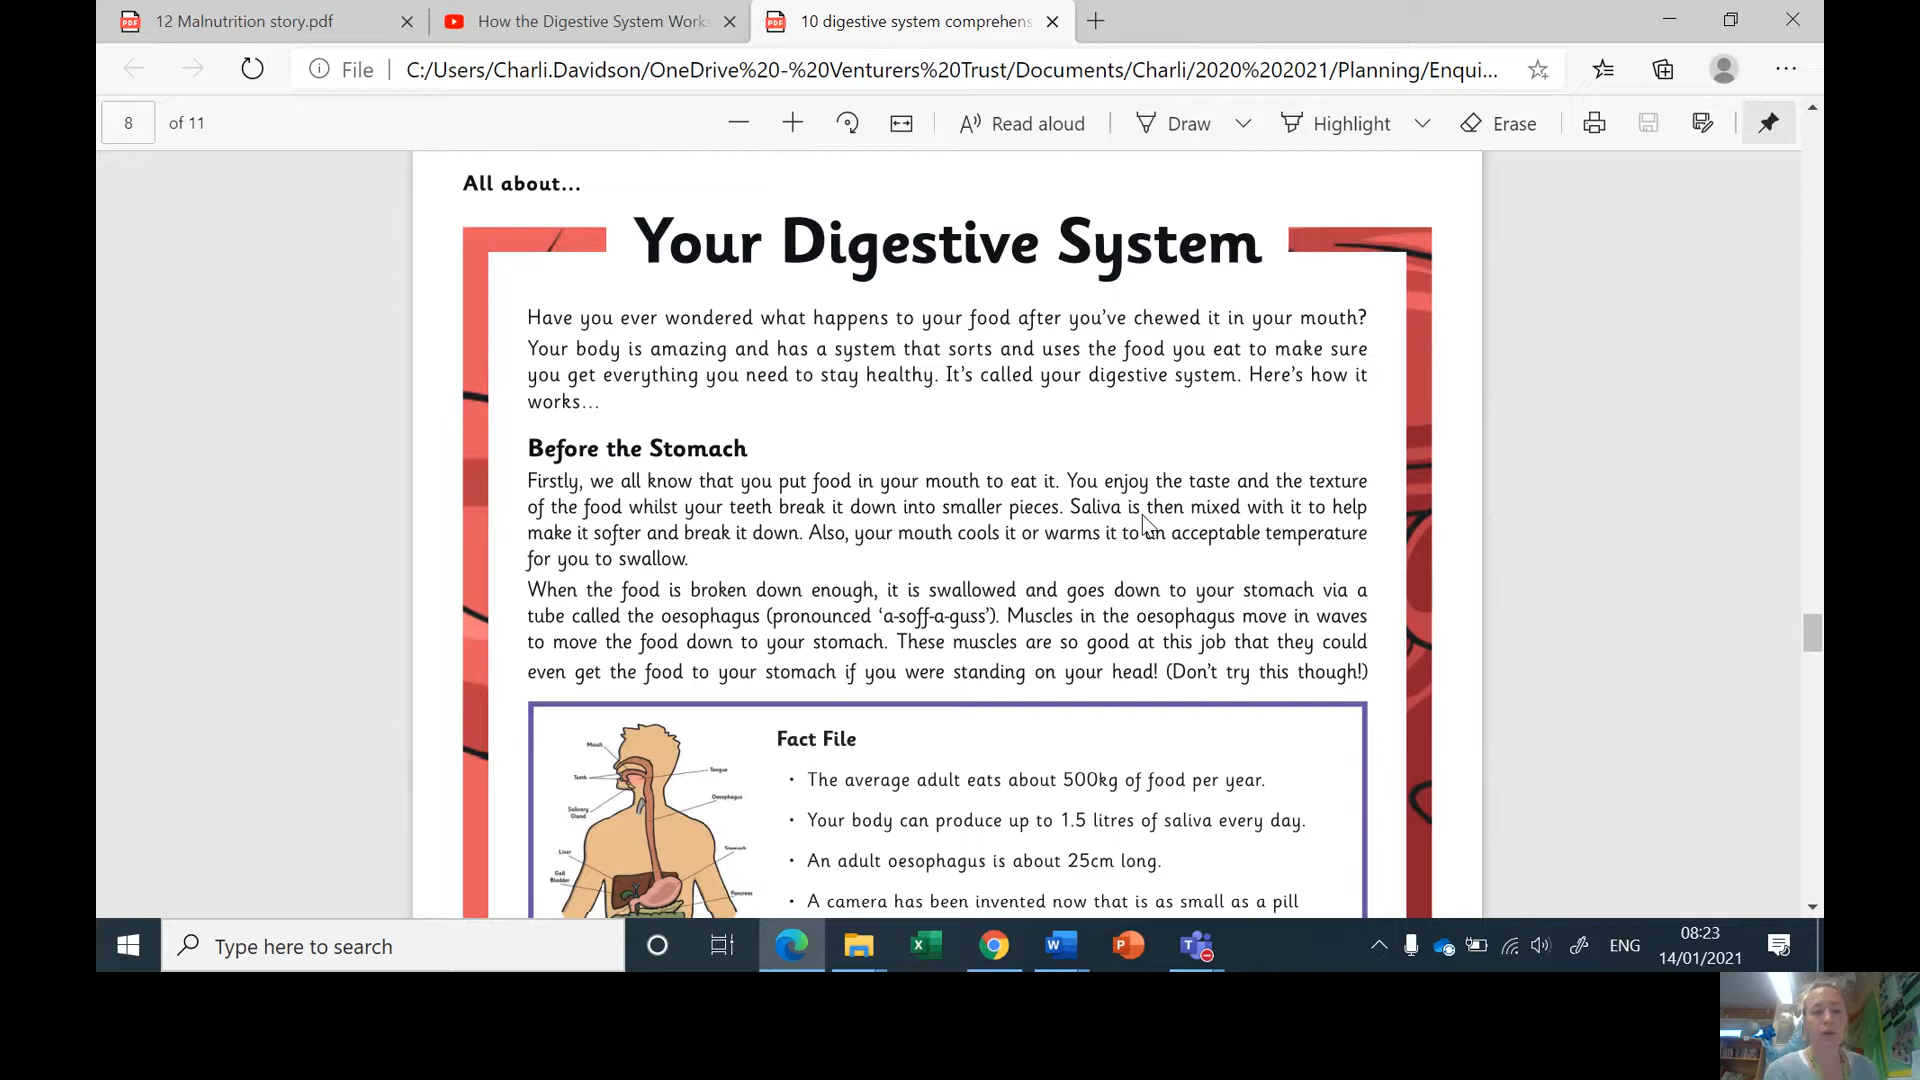 12 Malnutrition story.pdf
How the Digestive System Works
10 digestive system comprehens
File
C:/Users/Charli.Davidson/OneDrive%20-%20Venturers%20Trust/Documents/Charli/2020%202021/Planning/Enqui...
8 of 11
Read aloud
Draw
Highlight
Erase
All about...
Your Digestive System
Have you ever wondered what happens to your food after you've chewed it in your mouth?
Your body is amazing and has a system that sorts and uses the food you eat to make sure
you get everything you need to stay healthy. It's called your digestive system. Here's how it
works...
Before the Stomach
Firstly, we all know that you put food in your mouth to eat it. You enjoy the taste and the texture
of the food whilst your teeth break it down into smaller pieces. Saliva is then mixed with it to help
make it softer and break it down. Also, your mouth cools it or warms it to an acceptable temperature
for you to swallow.
When the food is broken down enough, it is swallowed and goes down to your stomach via a
tube called the oesophagus (pronounced 'a-soff-a-guss'). Muscles in the oesophagus move in waves
to move the food down to your stomach. These muscles are so good at this job that they could
even get the food to your stomach if you were standing on your head! (Don't try this though!)
Mouth
Teeth
Tongue
Oesophagus
Salivary
Gland
Liver
Stomach
Gall
Bladder
Pancreas
Fact File
• The average adult eats about 500kg of food per year.
• Your body can produce up to 1.5 litres of saliva every day.
• An adult oesophagus is about 25cm long.
• A camera has been invented now that is as small as a pill
Type here to search
ENG
08:23
14/01/2021